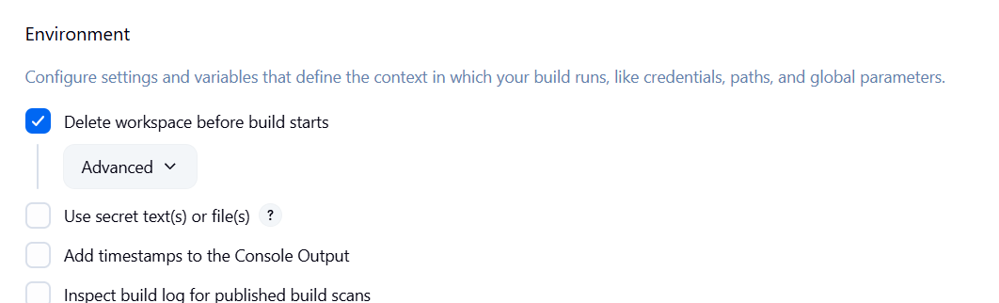 Environment
Configure settings and variables that define the context in which your build runs, like credentials, paths, and global parameters.
Delete workspace before build starts
Advanced
Use secret text(s) or file(s) ?
Add timestamps to the Console Output
Inspect build log for published build scans